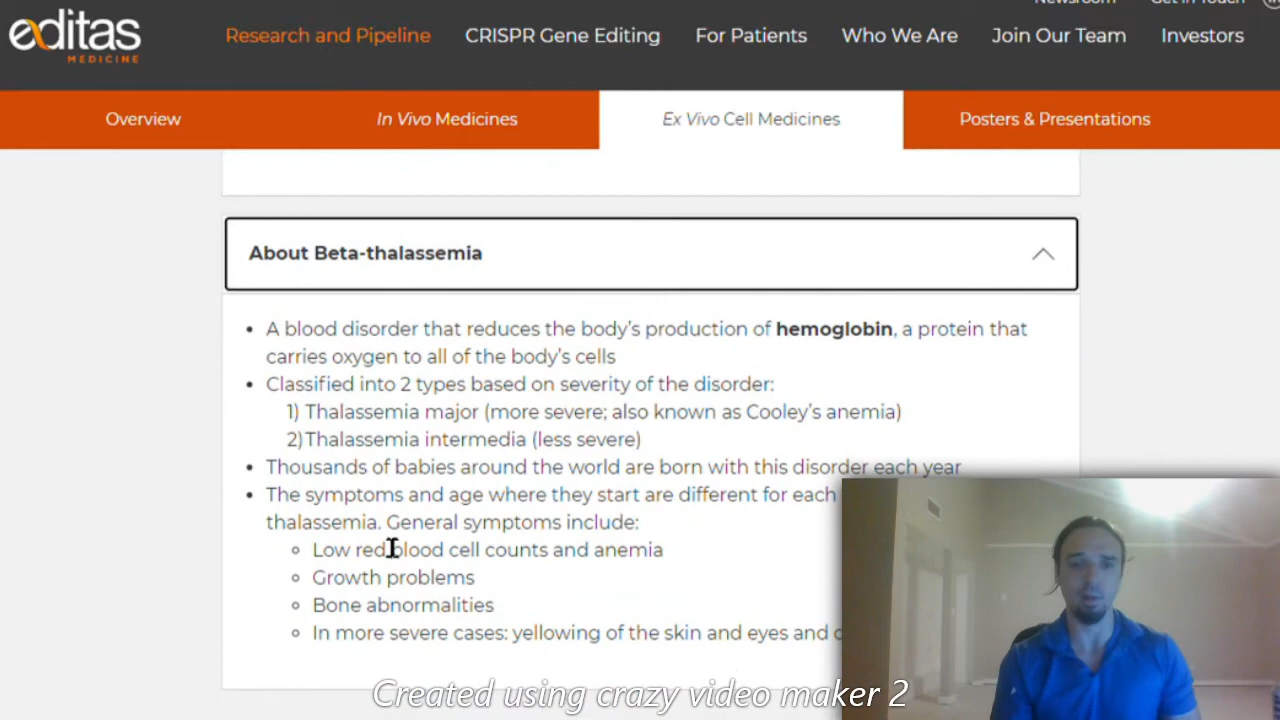 Newsroom Get In Touch
editas
MEDICINE
Research and Pipeline CRISPR Gene Editing For Patients Who We Are Join Our Team Investors
Overview In Vivo Medicines Ex Vivo Cell Medicines Posters & Presentations
About Beta-thalassemia
• A blood disorder that reduces the body's production of hemoglobin, a protein that
carries oxygen to all of the body's cells
• Classified into 2 types based on severity of the disorder:
1) Thalassemia major (more severe; also known as Cooley's anemia)
2)Thalassemia intermedia (less severe)
• Thousands of babies around the world are born with this disorder each year
• The symptoms and age where they start are different for each
thalassemia. General symptoms include:
Low red blood cell counts and anemia
Growth problems
Bone abnormalities
In more severe cases: yellowing of the skin and eyes and
Created using crazy video maker 2